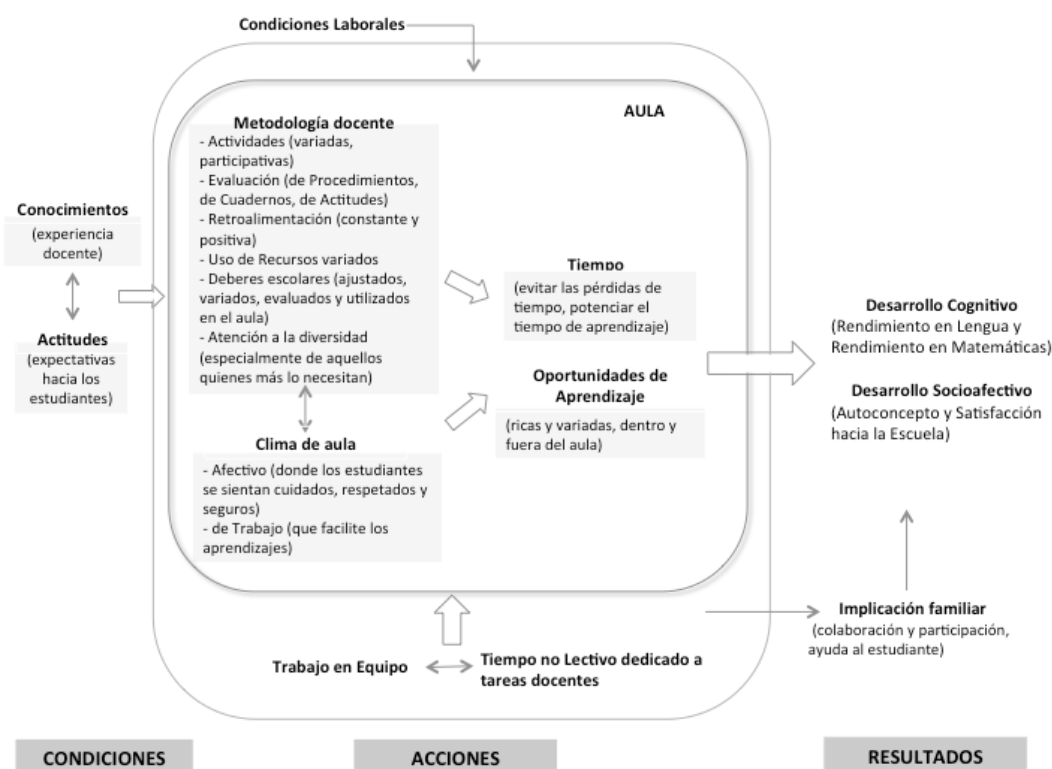 Condiciones Laborales
AULA
Metodología docente
- Actividades (variadas,
participativas)
- Evaluación (de Procedimientos,
de Cuadernos, de Actitudes)
- Retroalimentación (constante y
positiva)
- Uso de Recursos variados
- Deberes escolares (ajustados,
variados, evaluados y utilizados
en el aula)
- Atención a la diversidad
(especialmente de aquellos
quienes más lo necesitan)
Conocimientos
(experiencia
docente)
Actitudes
(expectativas
hacia los
estudiantes)
Clima de aula
- Afectivo (donde los estudiantes
se sientan cuidados, respetados y
seguros)
- de Trabajo (que facilite los
aprendizajes)
Tiempo
(evitar las pérdidas de
tiempo, potenciar el
tiempo de aprendizaje)
Oportunidades de
Aprendizaje
(ricas y variadas, dentro y
fuera del aula)
Desarrollo Cognitivo
(Rendimiento en Lengua y
Rendimiento en Matemáticas)
Desarrollo Socioafectivo
(Autoconcepto y Satisfacción
hacia la Escuela)
Implicación familiar
(colaboración y participación,
ayuda al estudiante)
Trabajo en Equipo
Tiempo no Lectivo dedicado a
tareas docentes
CONDICIONES
ACCIONES
RESULTADOS